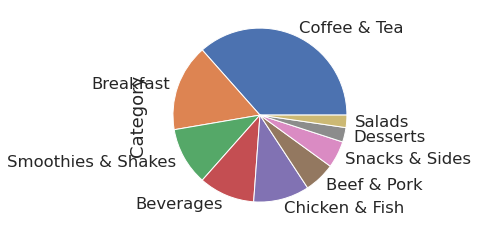 Coffee & Tea
Breakfast
Category
Smoothies & Shakes
Beverages
Chicken & Fish
Beef & Pork
Snacks & Sides
Desserts
Salads